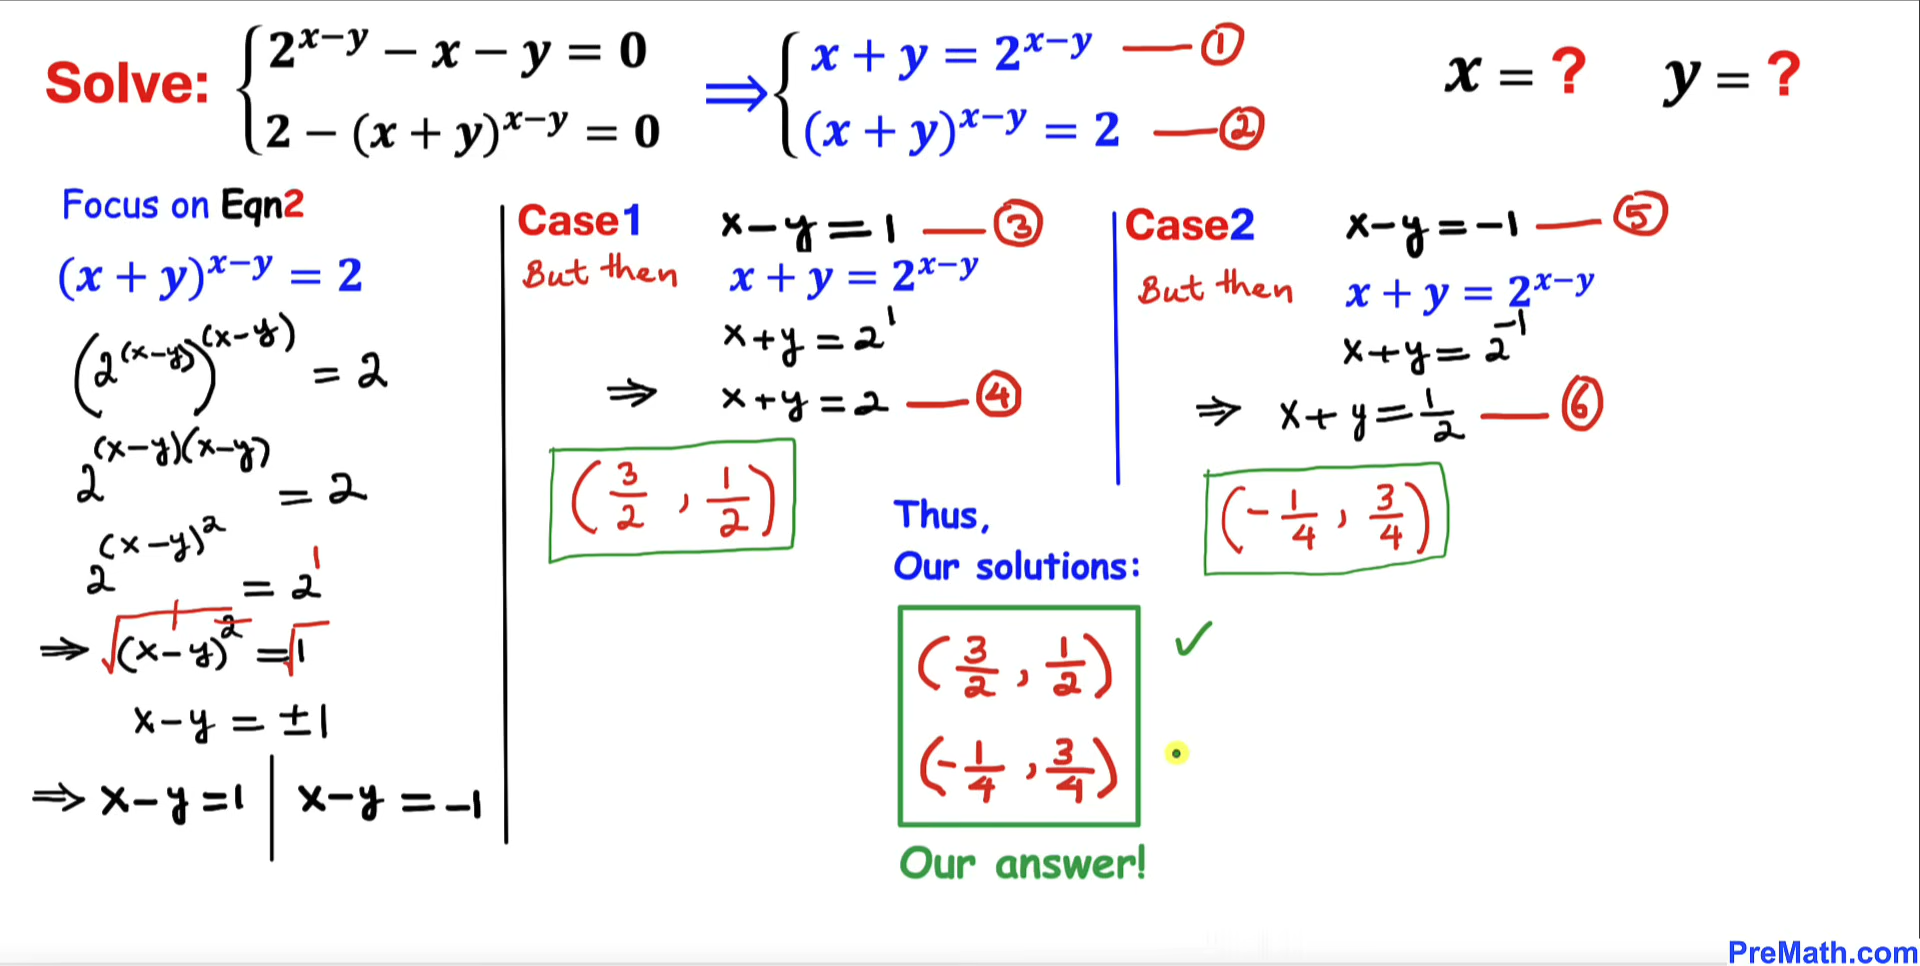 Solve: { 2^{x−y} − x − y = 0
2 − (x + y)^{x−y} = 0
⟹ { x + y = 2^{x−y} — ①
(x + y)^{x−y} = 2 — ②
x = ? y = ?
Focus on Eqn2
(x + y)^{x−y} = 2
(2^{(x−y)})^{(x−y)} = 2
2^{(x−y)(x−y)} = 2
2^{(x−y)^2} = 2^1
⟹ √(x−y)^2 = √1
x−y = ±1
⟹ x−y=1 | x−y = −1
Case1 x−y = 1 — ③
But then x + y = 2^{x−y}
x+y = 2^1
⟹ x+y = 2 — ④
(3/2, 1/2)
Case2 x−y = −1 — ⑤
But then x + y = 2^{x−y}
x+y = 2^{−1}
⟹ x+y = 1/2 — ⑥
(−1/4, 3/4)
Thus,
Our solutions:
(3/2, 1/2) ✓
(−1/4, 3/4)
Our answer!
PreMath.com